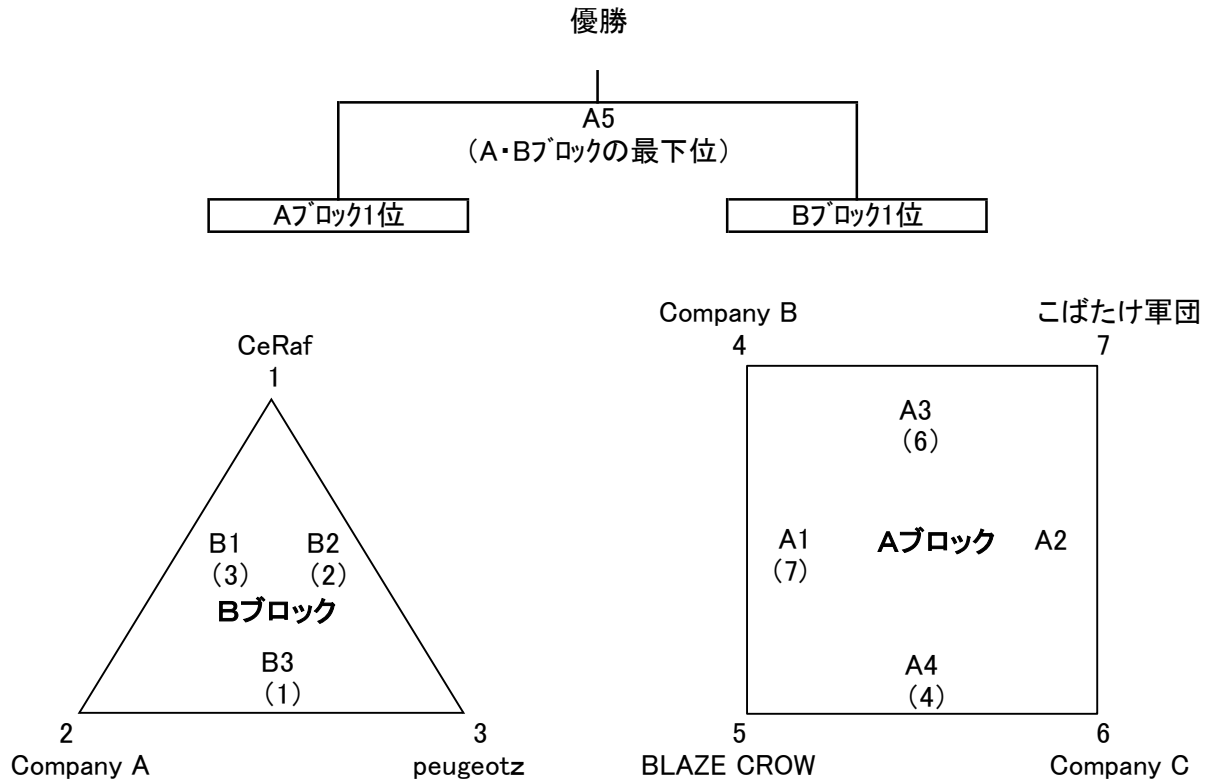 優勝
A5
（A・Bﾌﾞﾛｯｸの最下位）
Aﾌﾞﾛｯｸ1位
Bﾌﾞﾛｯｸ1位
CeRaf
1
B1
(3)
B2
(2)
Bブロック
B3
(1)
2
Company A
3
peugeotz
Company B
4
こばたけ軍団
7
A3
(6)
A1
(7)
Aブロック
A2
A4
(4)
5
BLAZE CROW
6
Company C